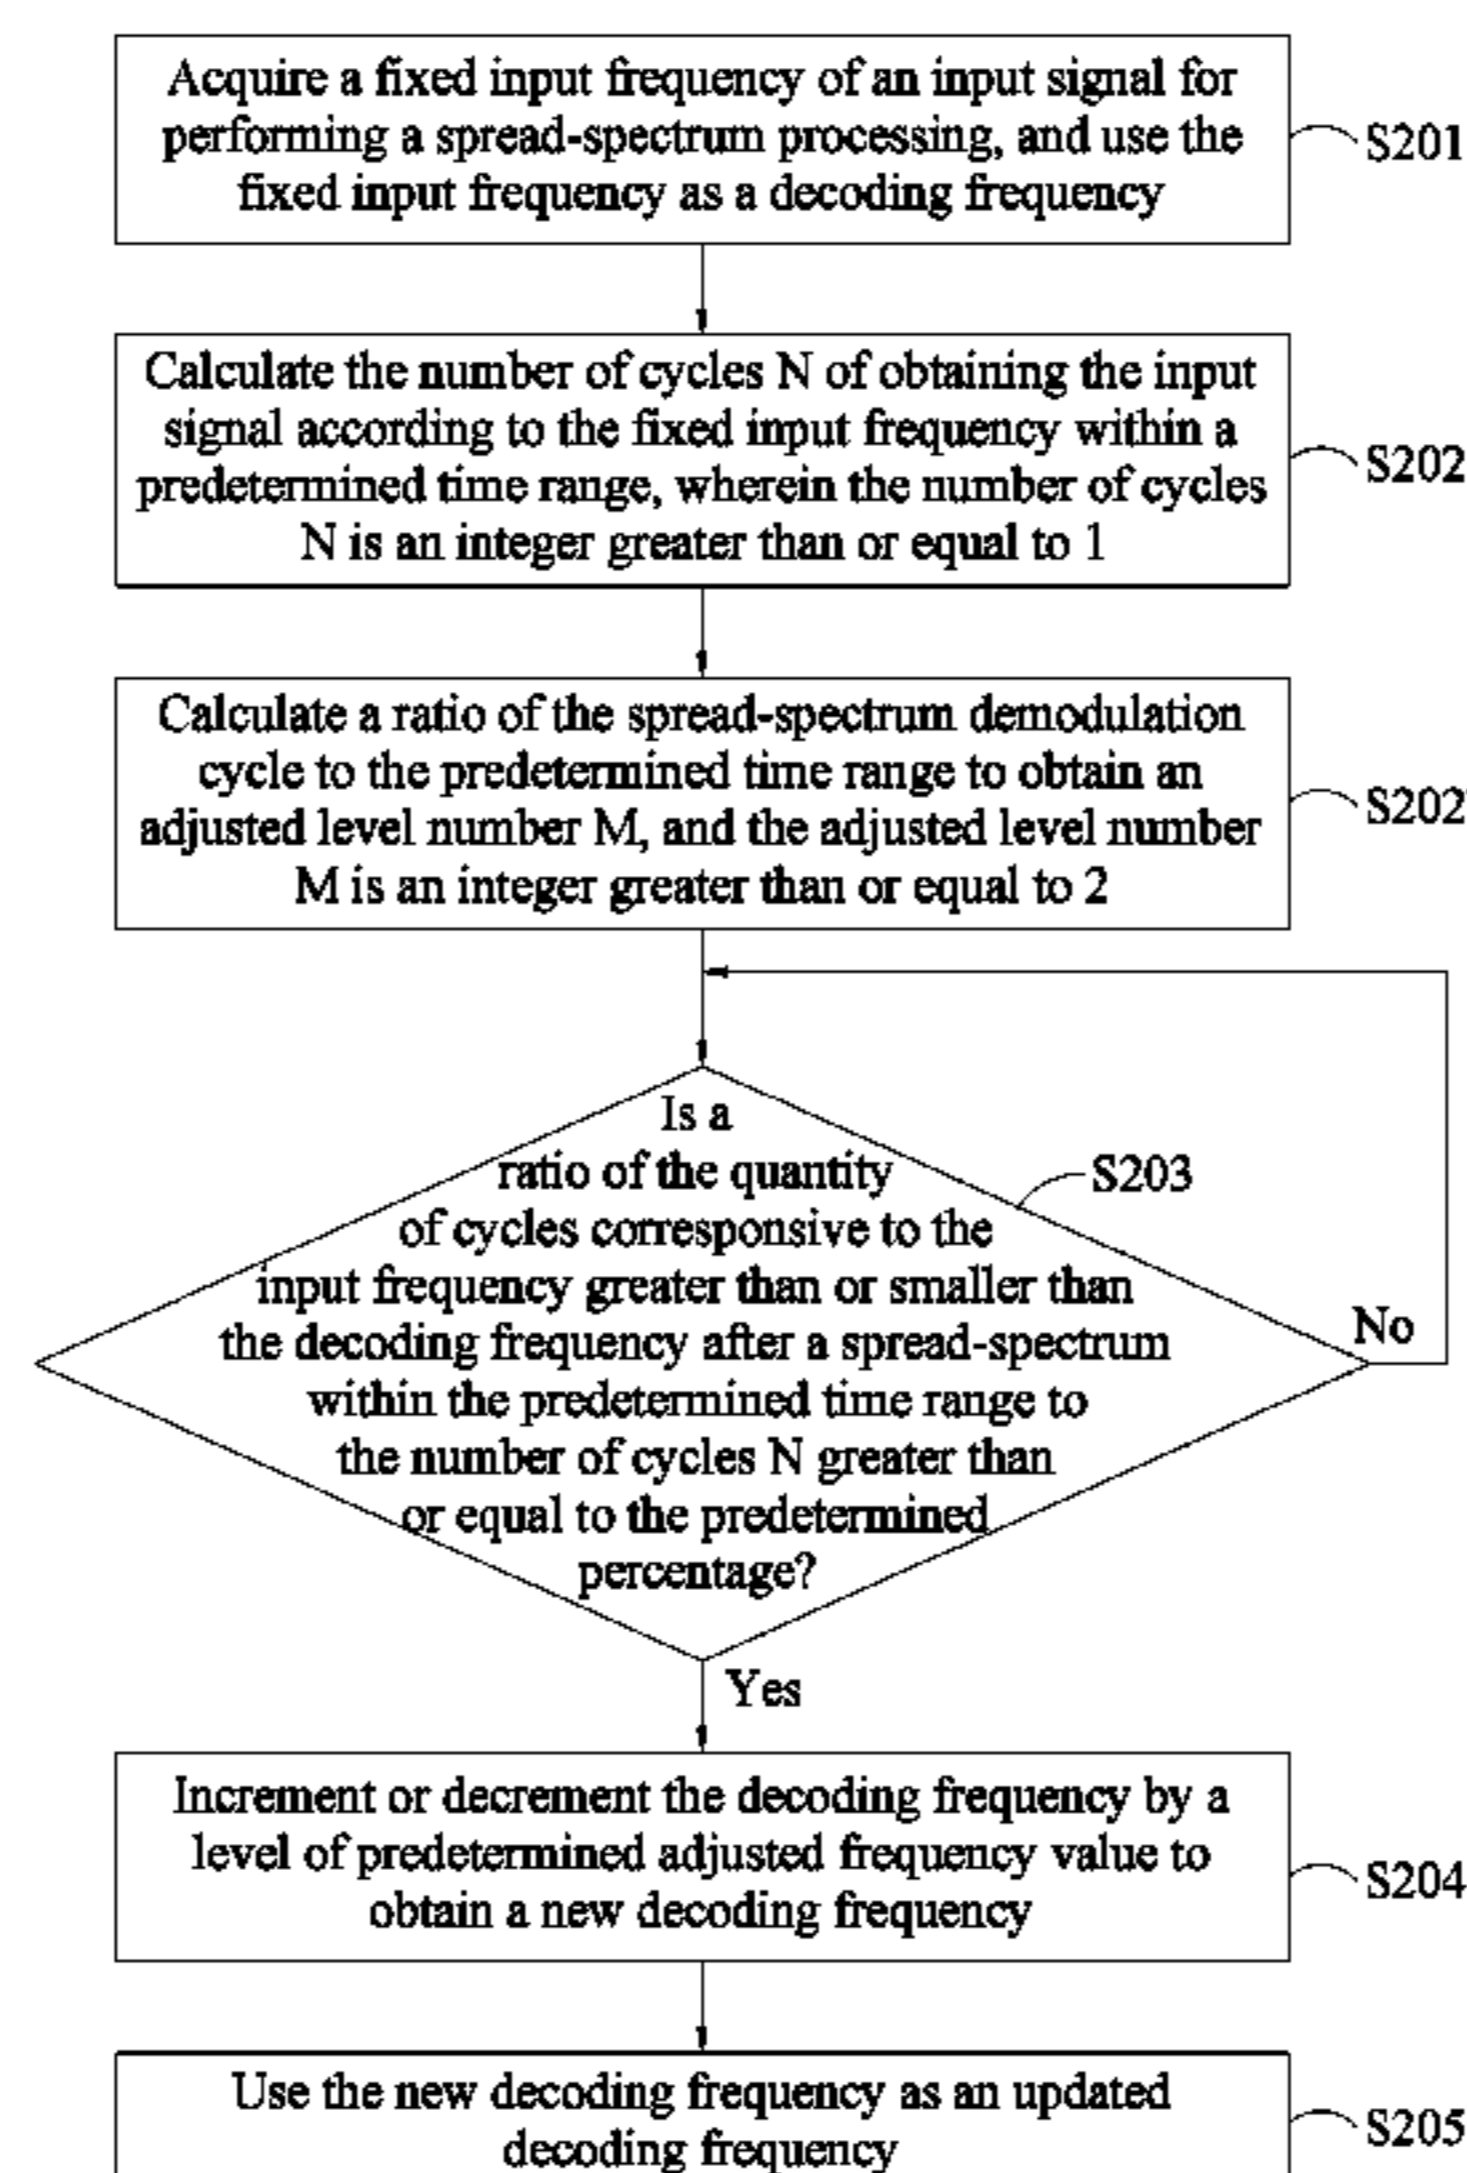 Acquire a fixed input frequency of an input signal for
performing a spread-spectrum processing, and use the
fixed input frequency as a decoding frequency
S201
Calculate the number of cycles N of obtaining the input
signal according to the fixed input frequency within a
predetermined time range, wherein the number of cycles
N is an integer greater than or equal to 1
S202
Calculate a ratio of the spread-spectrum demodulation
cycle to the predetermined time range to obtain an
adjusted level number M, and the adjusted level number
M is an integer greater than or equal to 2
S202'
Is a
ratio of the quantity
of cycles corresponsive to the
input frequency greater than or smaller than
the decoding frequency after a spread-spectrum
within the predetermined time range to
the number of cycles N greater than
or equal to the predetermined
percentage?
S203
No
Yes
Increment or decrement the decoding frequency by a
level of predetermined adjusted frequency value to
obtain a new decoding frequency
S204
Use the new decoding frequency as an updated
decoding frequency
S205